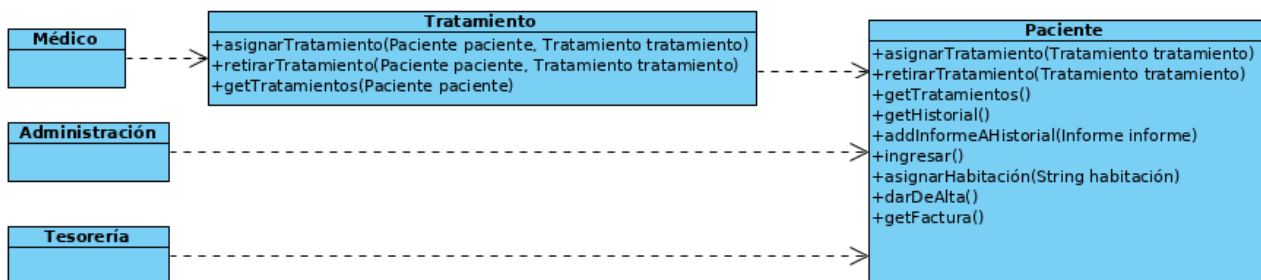 Médico
Tratamiento
+asignarTratamiento(Paciente paciente, Tratamiento tratamiento)
+retirarTratamiento(Paciente paciente, Tratamiento tratamiento)
+getTratamientos(Paciente paciente)
Administración
Tesorería
Paciente
+asignarTratamiento(Tratamiento tratamiento)
+retirarTratamiento(Tratamiento tratamiento)
+getTratamientos()
+getHistorial()
+addInformeAHistorial(Informe informe)
+ingresar()
+asignarHabitación(String habitación)
+darDeAlta()
+getFactura()